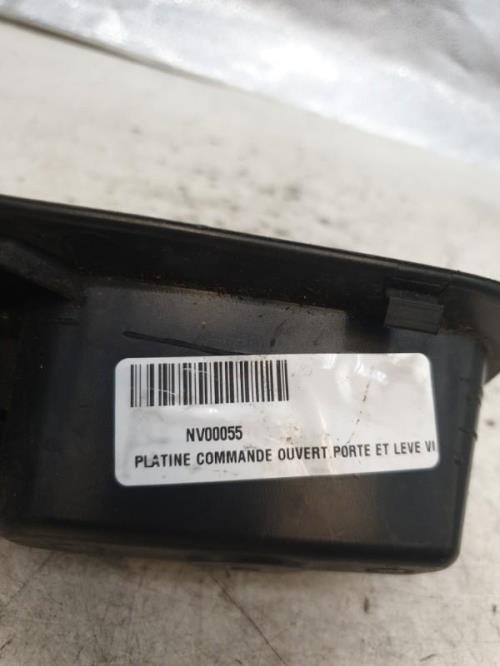 NV00055
PLATINE COMMANDE OUVERT PORTE ET LEVE VI